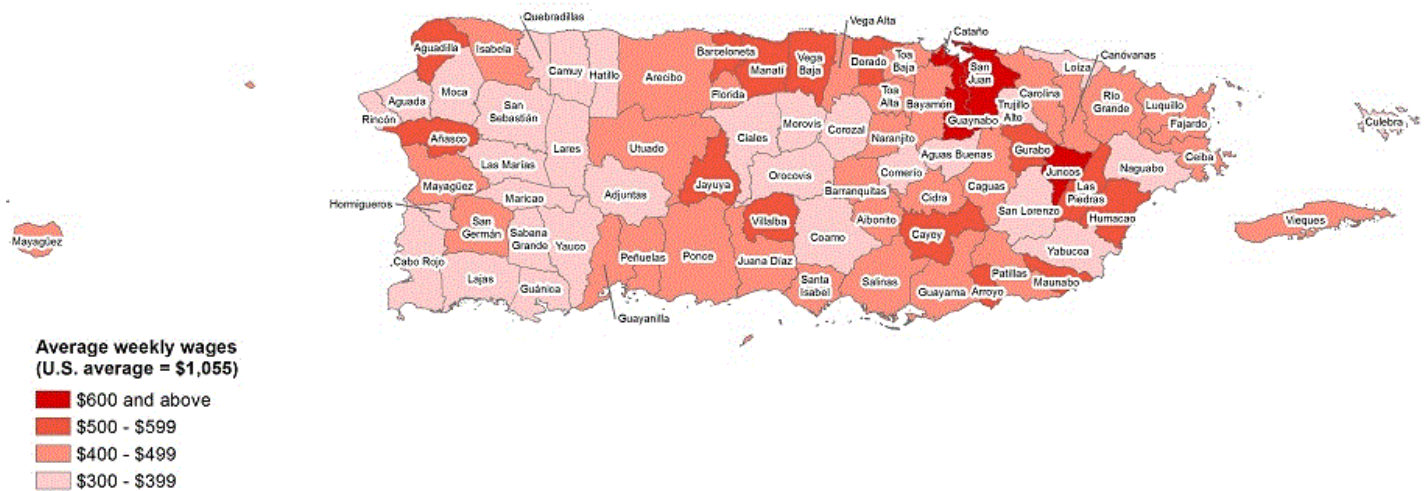 Quebradillas
Vega Alta
Cataño
Aguadilla
Isabela
Barceloneta
Vega
Baja
Dorado
Toa
Baja
San
Juan
Canóvanas
Loíza
Camuy
Hatillo
Arecibo
Manatí
Moca
Aguada
Florida
Toa
Alta
Bayamón
Carolina
Trujillo
Alto
Río
Grande
Luquillo
San
Sebastián
Rincón
Guaynabo
Fajardo
Culebra
Añasco
Ciales
Morovis
Corozal
Naranjito
Lares
Utuado
Aguas Buenas
Gurabo
Ceiba
Las Marías
Orocovis
Comerío
Juncos
Naguabo
Mayagüez
Jayuya
Barranquitas
Caguas
Las
Piedras
Maricao
Adjuntas
Cidra
Hormigueros
San Lorenzo
Humacao
San
Germán
Villalba
Aibonito
Vieques
Sabana
Grande
Yauco
Coamo
Cayey
Mayagüez
Yabucoa
Cabo Rojo
Peñuelas
Ponce
Juana Díaz
Lajas
Guánica
Santa
Isabel
Salinas
Guayama
Arroyo
Patillas
Maunabo
Guayanilla
Average weekly wages
(U.S. average = $1,055)
$600 and above
$500 - $599
$400 - $499
$300 - $399